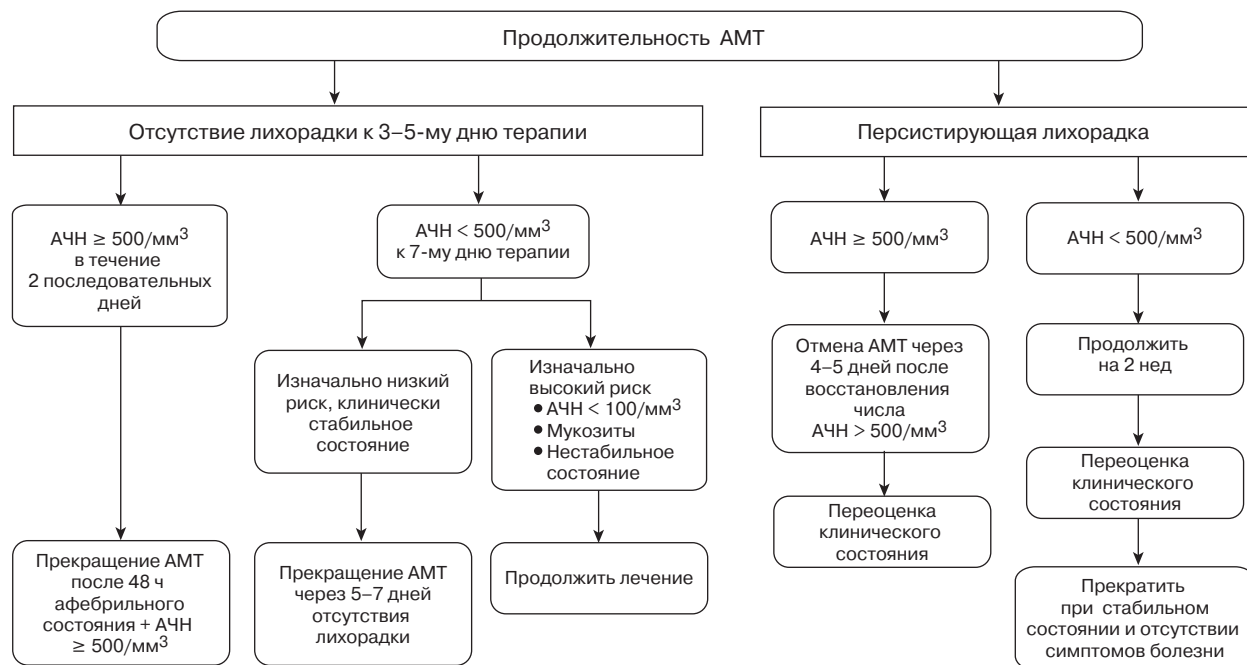 Продолжительность АМТ
Отсутствие лихорадки к 3–5-му дню терапии
АЧН ≥ 500/мм³
в течение
2 последовательных
дней
АЧН < 500/мм³
к 7-му дню терапии
Изначально низкий
риск, клинически
стабильное
состояние
Изначально
высокий риск
• АЧН < 100/мм³
• Мукозиты
• Нестабильное
состояние
Прекращение АМТ
после 48 ч
афебрильного
состояния + АЧН
≥ 500/мм³
Прекращение АМТ
через 5–7 дней
отсутствия
лихорадки
Продолжить лечение
Персистирующая лихорадка
АЧН ≥ 500/мм³
АЧН < 500/мм³
Отмена АМТ через
4–5 дней после
восстановления
числа
АЧН > 500/мм³
Переоценка
клинического
состояния
Продолжить
на 2 нед
Переоценка
клинического
состояния
Прекратить
при стабильном
состоянии и отсутствии
симптомов болезни